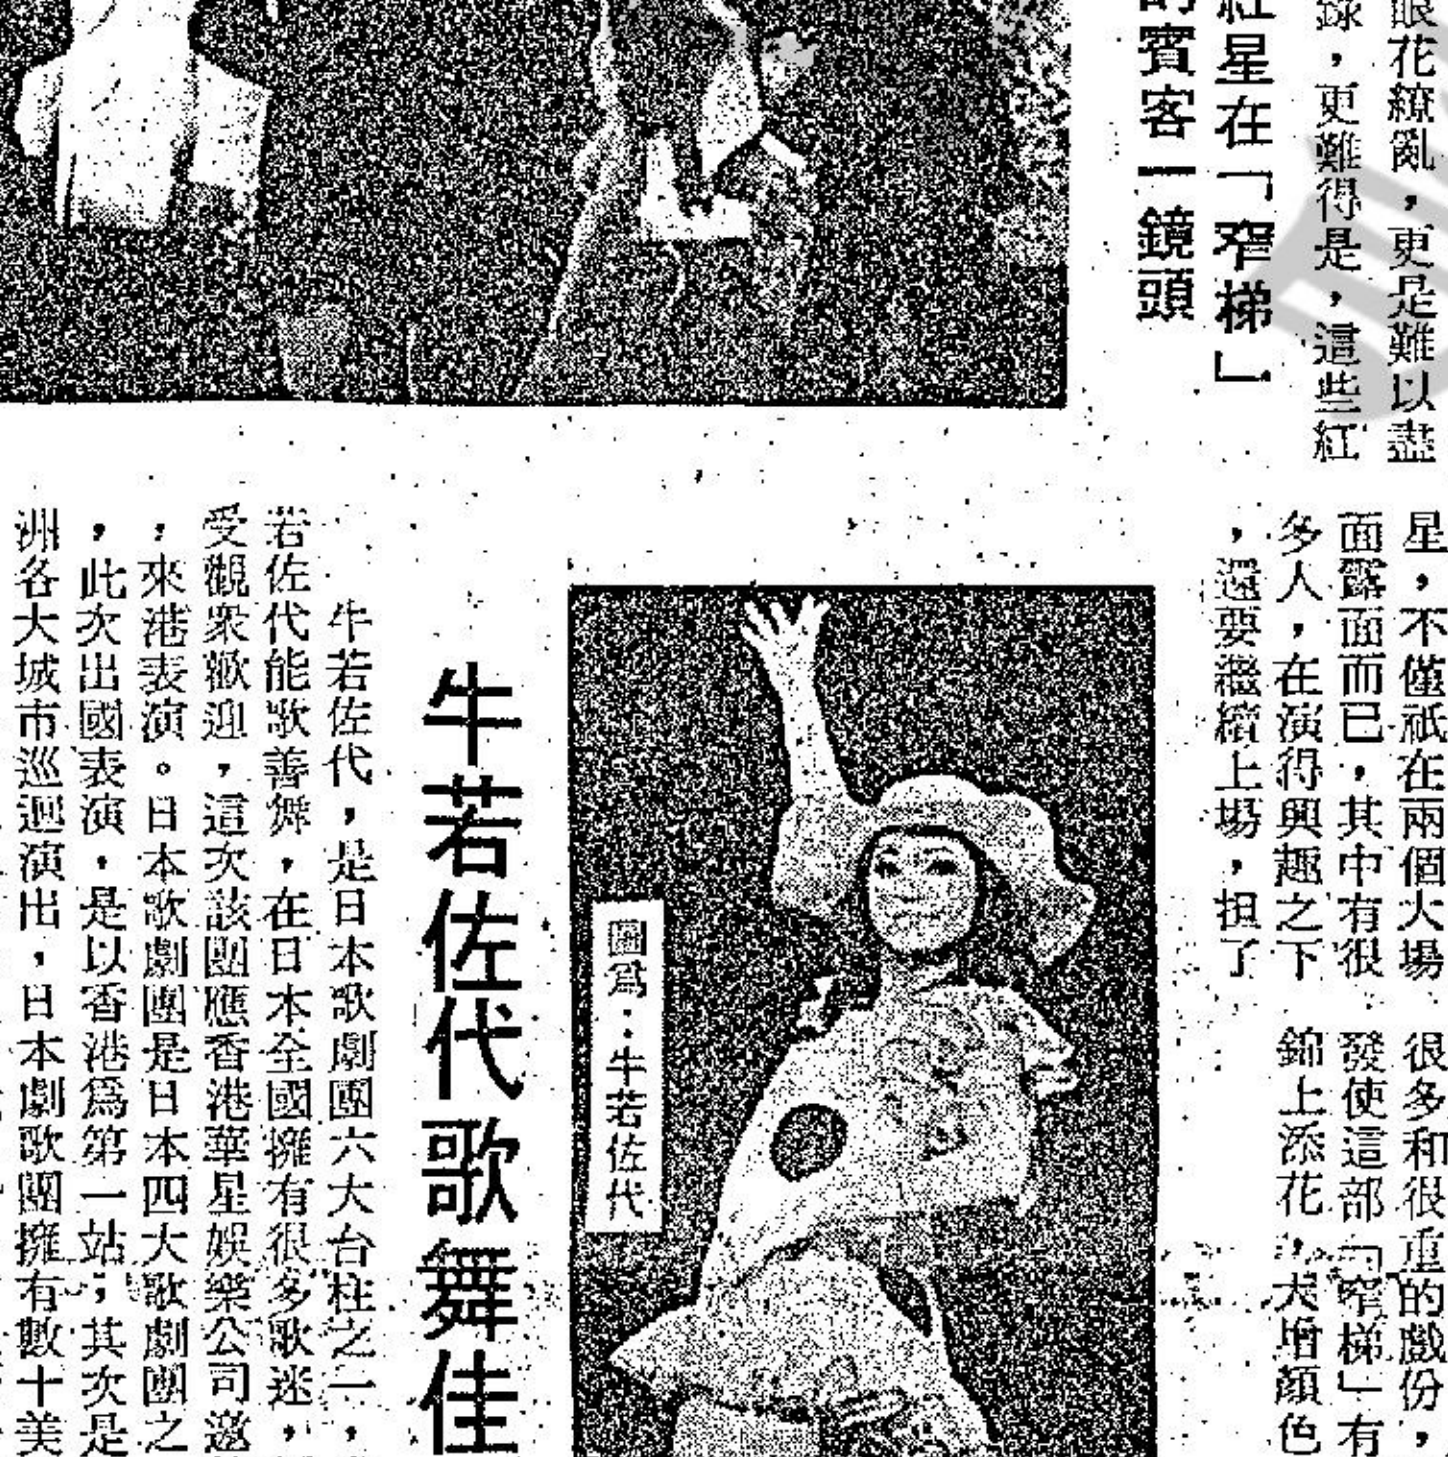 眼花繚亂，更是難以盡
錄，更難得是，這些紅
紅星在「窄梯」
的賓客一鏡頭
星，不僅祇在兩個大場
面露面而已，其中有很
多人，在演得興趣之下
，還要繼續上場，担了
很多和很重的戲份，
發使這部「窄梯」有
錦上添花，大增顏色
圖爲：牛若佐代
牛若佐代歌舞佳
牛若佐代，是日本歌劇團六大台柱之一，
若佐代能歌善舞，在日本全國擁有很多歌迷，
受觀衆歡迎，這次該團應香港華星娛樂公司邀
，來港表演。日本歌劇團是日本四大歌劇團之
，此次出國表演，是以香港爲第一站；其次是
洲各大城市巡迴演出，日本劇歌團擁有數十美